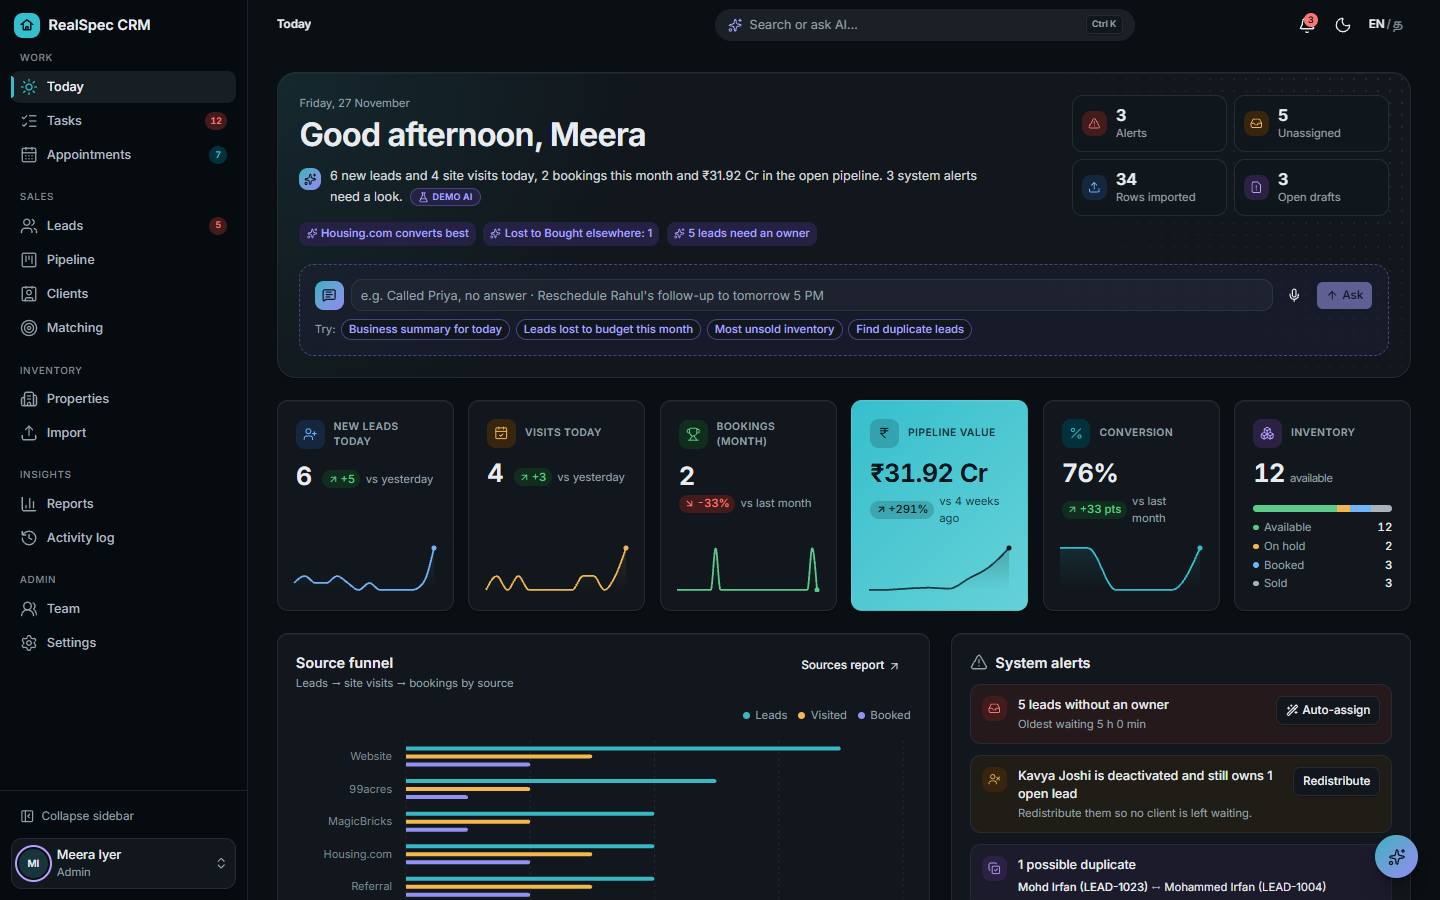 RealSpec CRM
WORK
Today
Tasks
12
Appointments
7
SALES
Leads
5
Pipeline
Clients
Matching
INVENTORY
Properties
Import
INSIGHTS
Reports
Activity log
ADMIN
Team
Settings
Collapse sidebar
MI
Meera Iyer
Admin
Today
Search or ask AI...
Ctrl K
3
EN / த
Friday, 27 November
Good afternoon, Meera
6 new leads and 4 site visits today, 2 bookings this month and ₹31.92 Cr in the open pipeline. 3 system alerts
need a look.
DEMO AI
Housing.com converts best
Lost to Bought elsewhere: 1
5 leads need an owner
3
Alerts
5
Unassigned
34
Rows imported
3
Open drafts
e.g. Called Priya, no answer · Reschedule Rahul's follow-up to tomorrow 5 PM
Ask
Try:
Business summary for today
Leads lost to budget this month
Most unsold inventory
Find duplicate leads
NEW LEADS
TODAY
6
+5
vs yesterday
VISITS TODAY
4
+3
vs yesterday
BOOKINGS
(MONTH)
2
-33%
vs last month
₹
PIPELINE VALUE
₹31.92 Cr
+291%
vs 4 weeks
ago
CONVERSION
76%
+33 pts
vs last
month
INVENTORY
12 available
Available 12
On hold 2
Booked 3
Sold 3
Source funnel
Leads → site visits → bookings by source
Sources report
Leads
Visited
Booked
Website
99acres
MagicBricks
Housing.com
Referral
System alerts
5 leads without an owner
Oldest waiting 5 h 0 min
Auto-assign
Kavya Joshi is deactivated and still owns 1
open lead
Redistribute them so no client is left waiting.
Redistribute
1 possible duplicate
Mohd Irfan (LEAD-1023) ↔ Mohammed Irfan (LEAD-1004)